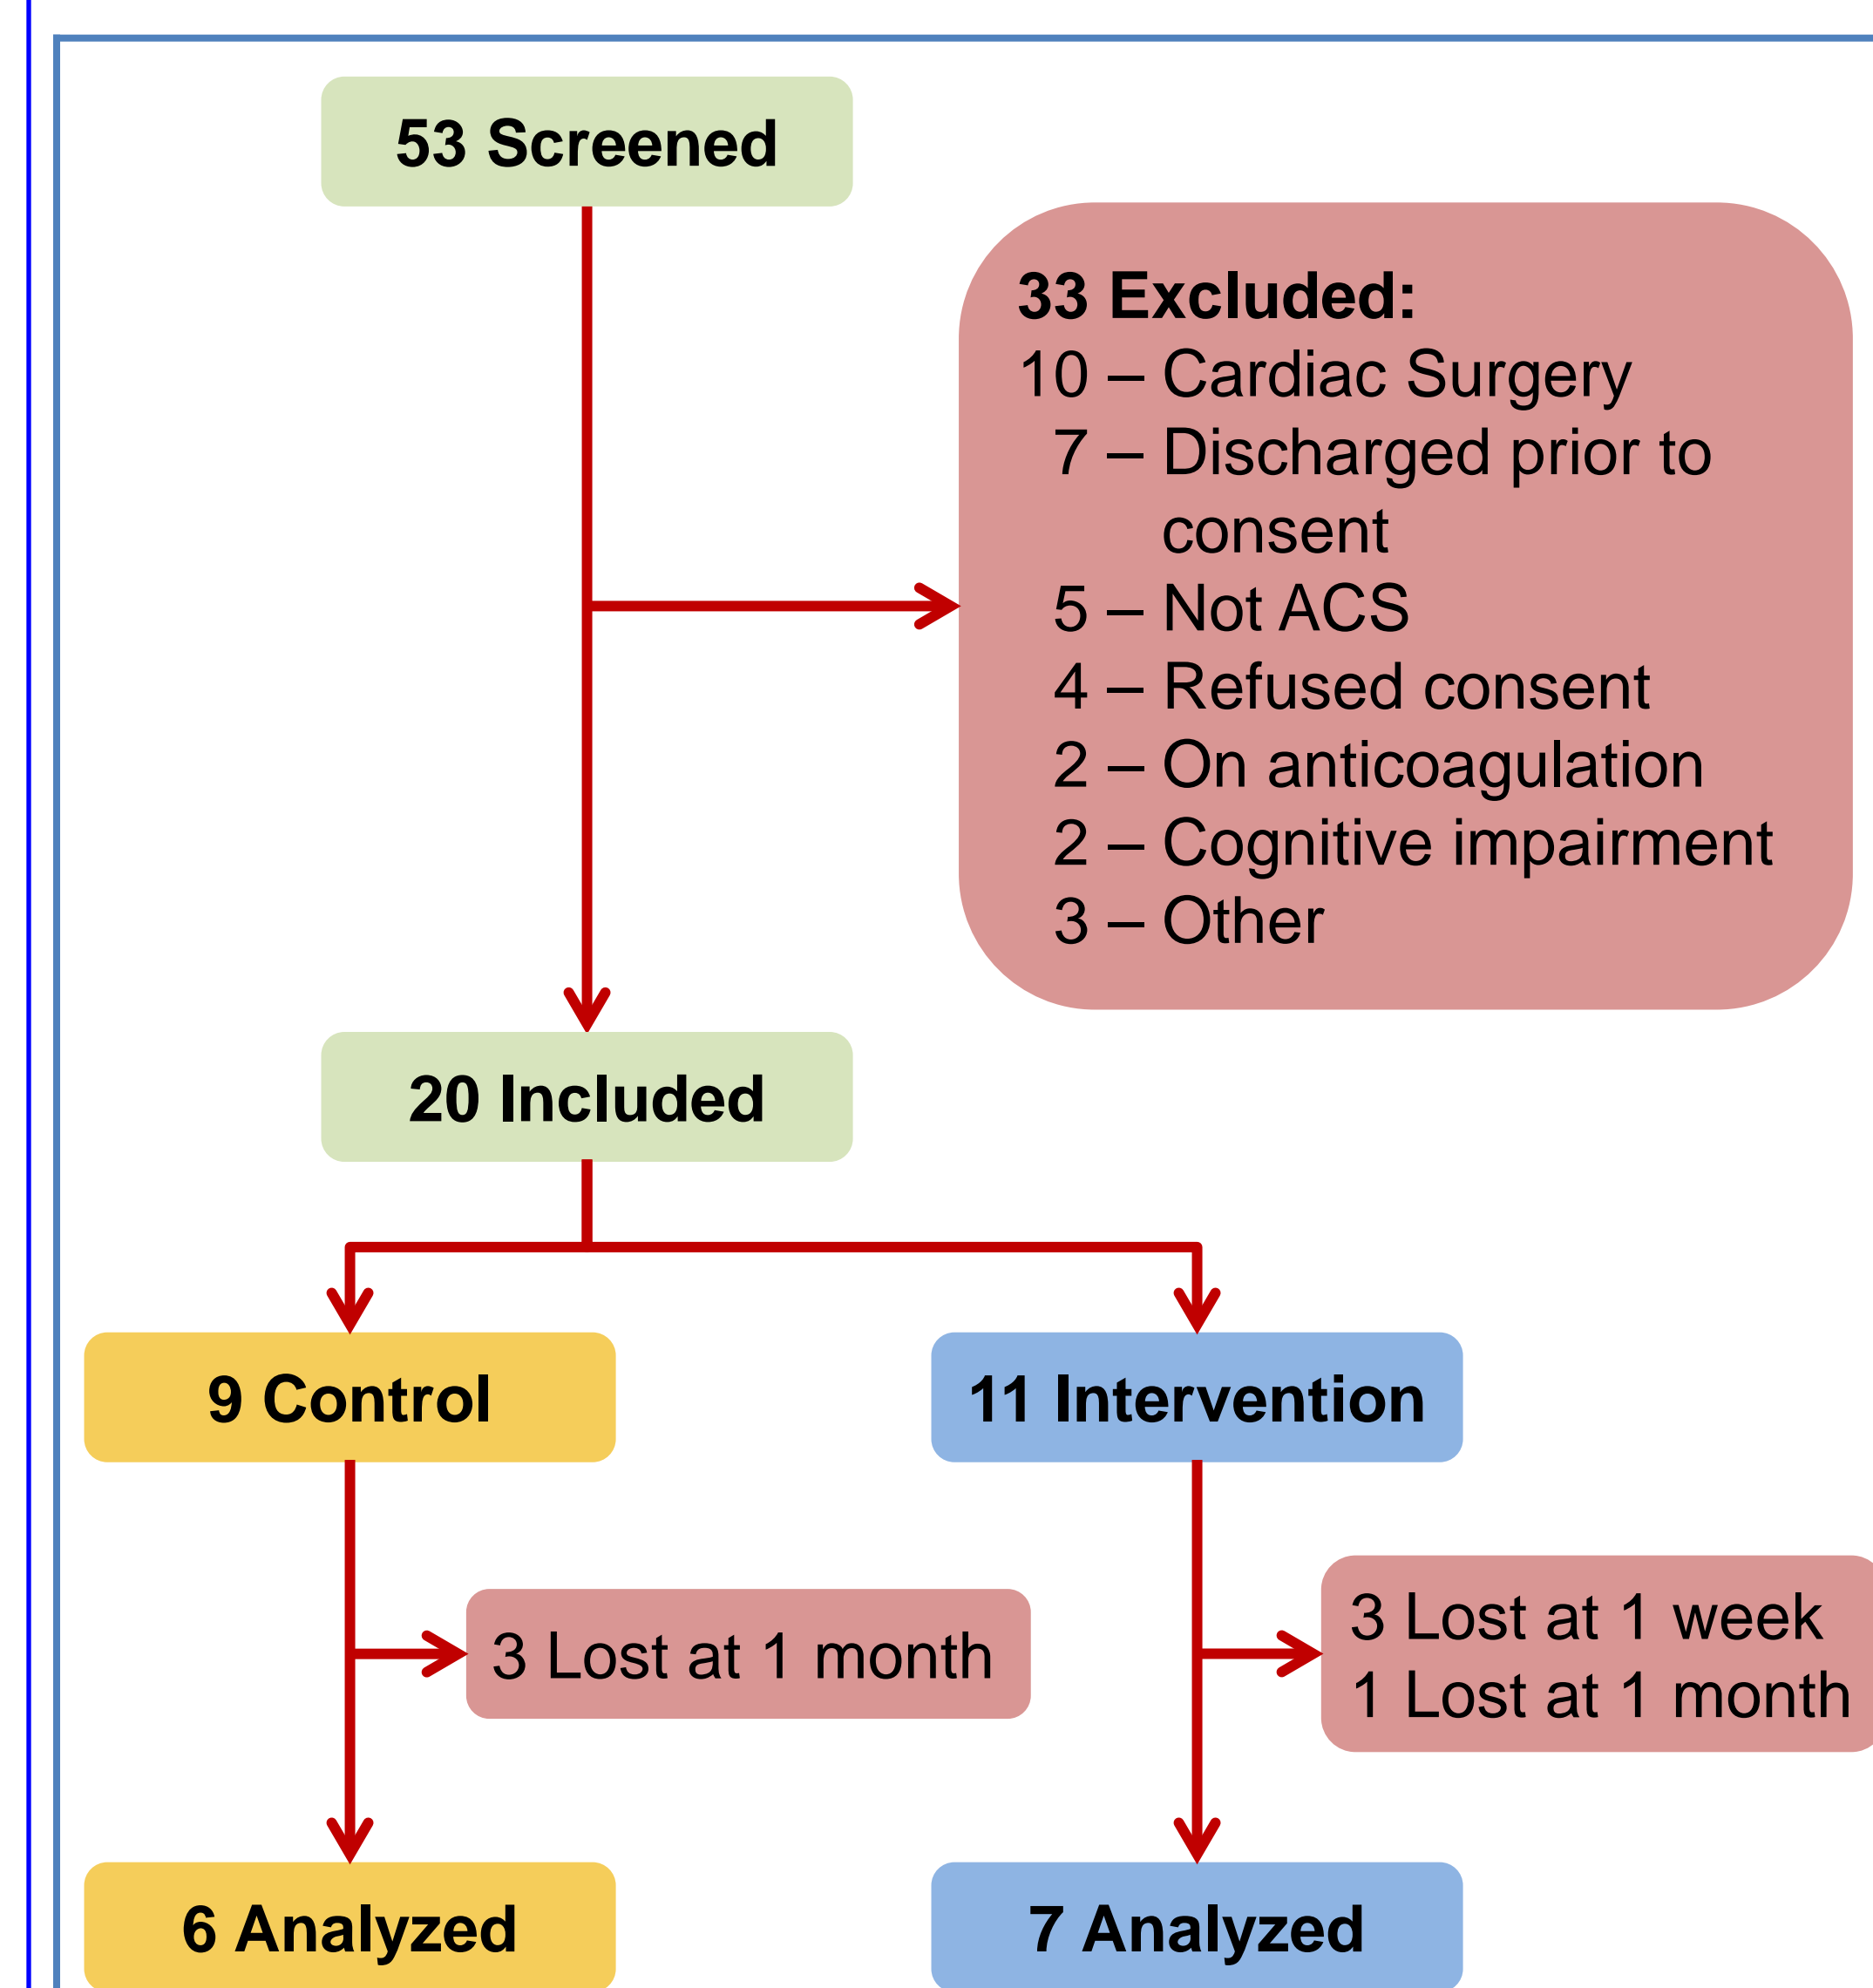 53 Screened
33 Excluded:
10 – Cardiac Surgery
7 – Discharged prior to
consent
5 – Not ACS
4 – Refused consent
2 – On anticoagulation
2 – Cognitive impairment
3 – Other
20 Included
9 Control
11 Intervention
3 Lost at 1 month
3 Lost at 1 week
1 Lost at 1 month
6 Analyzed
7 Analyzed